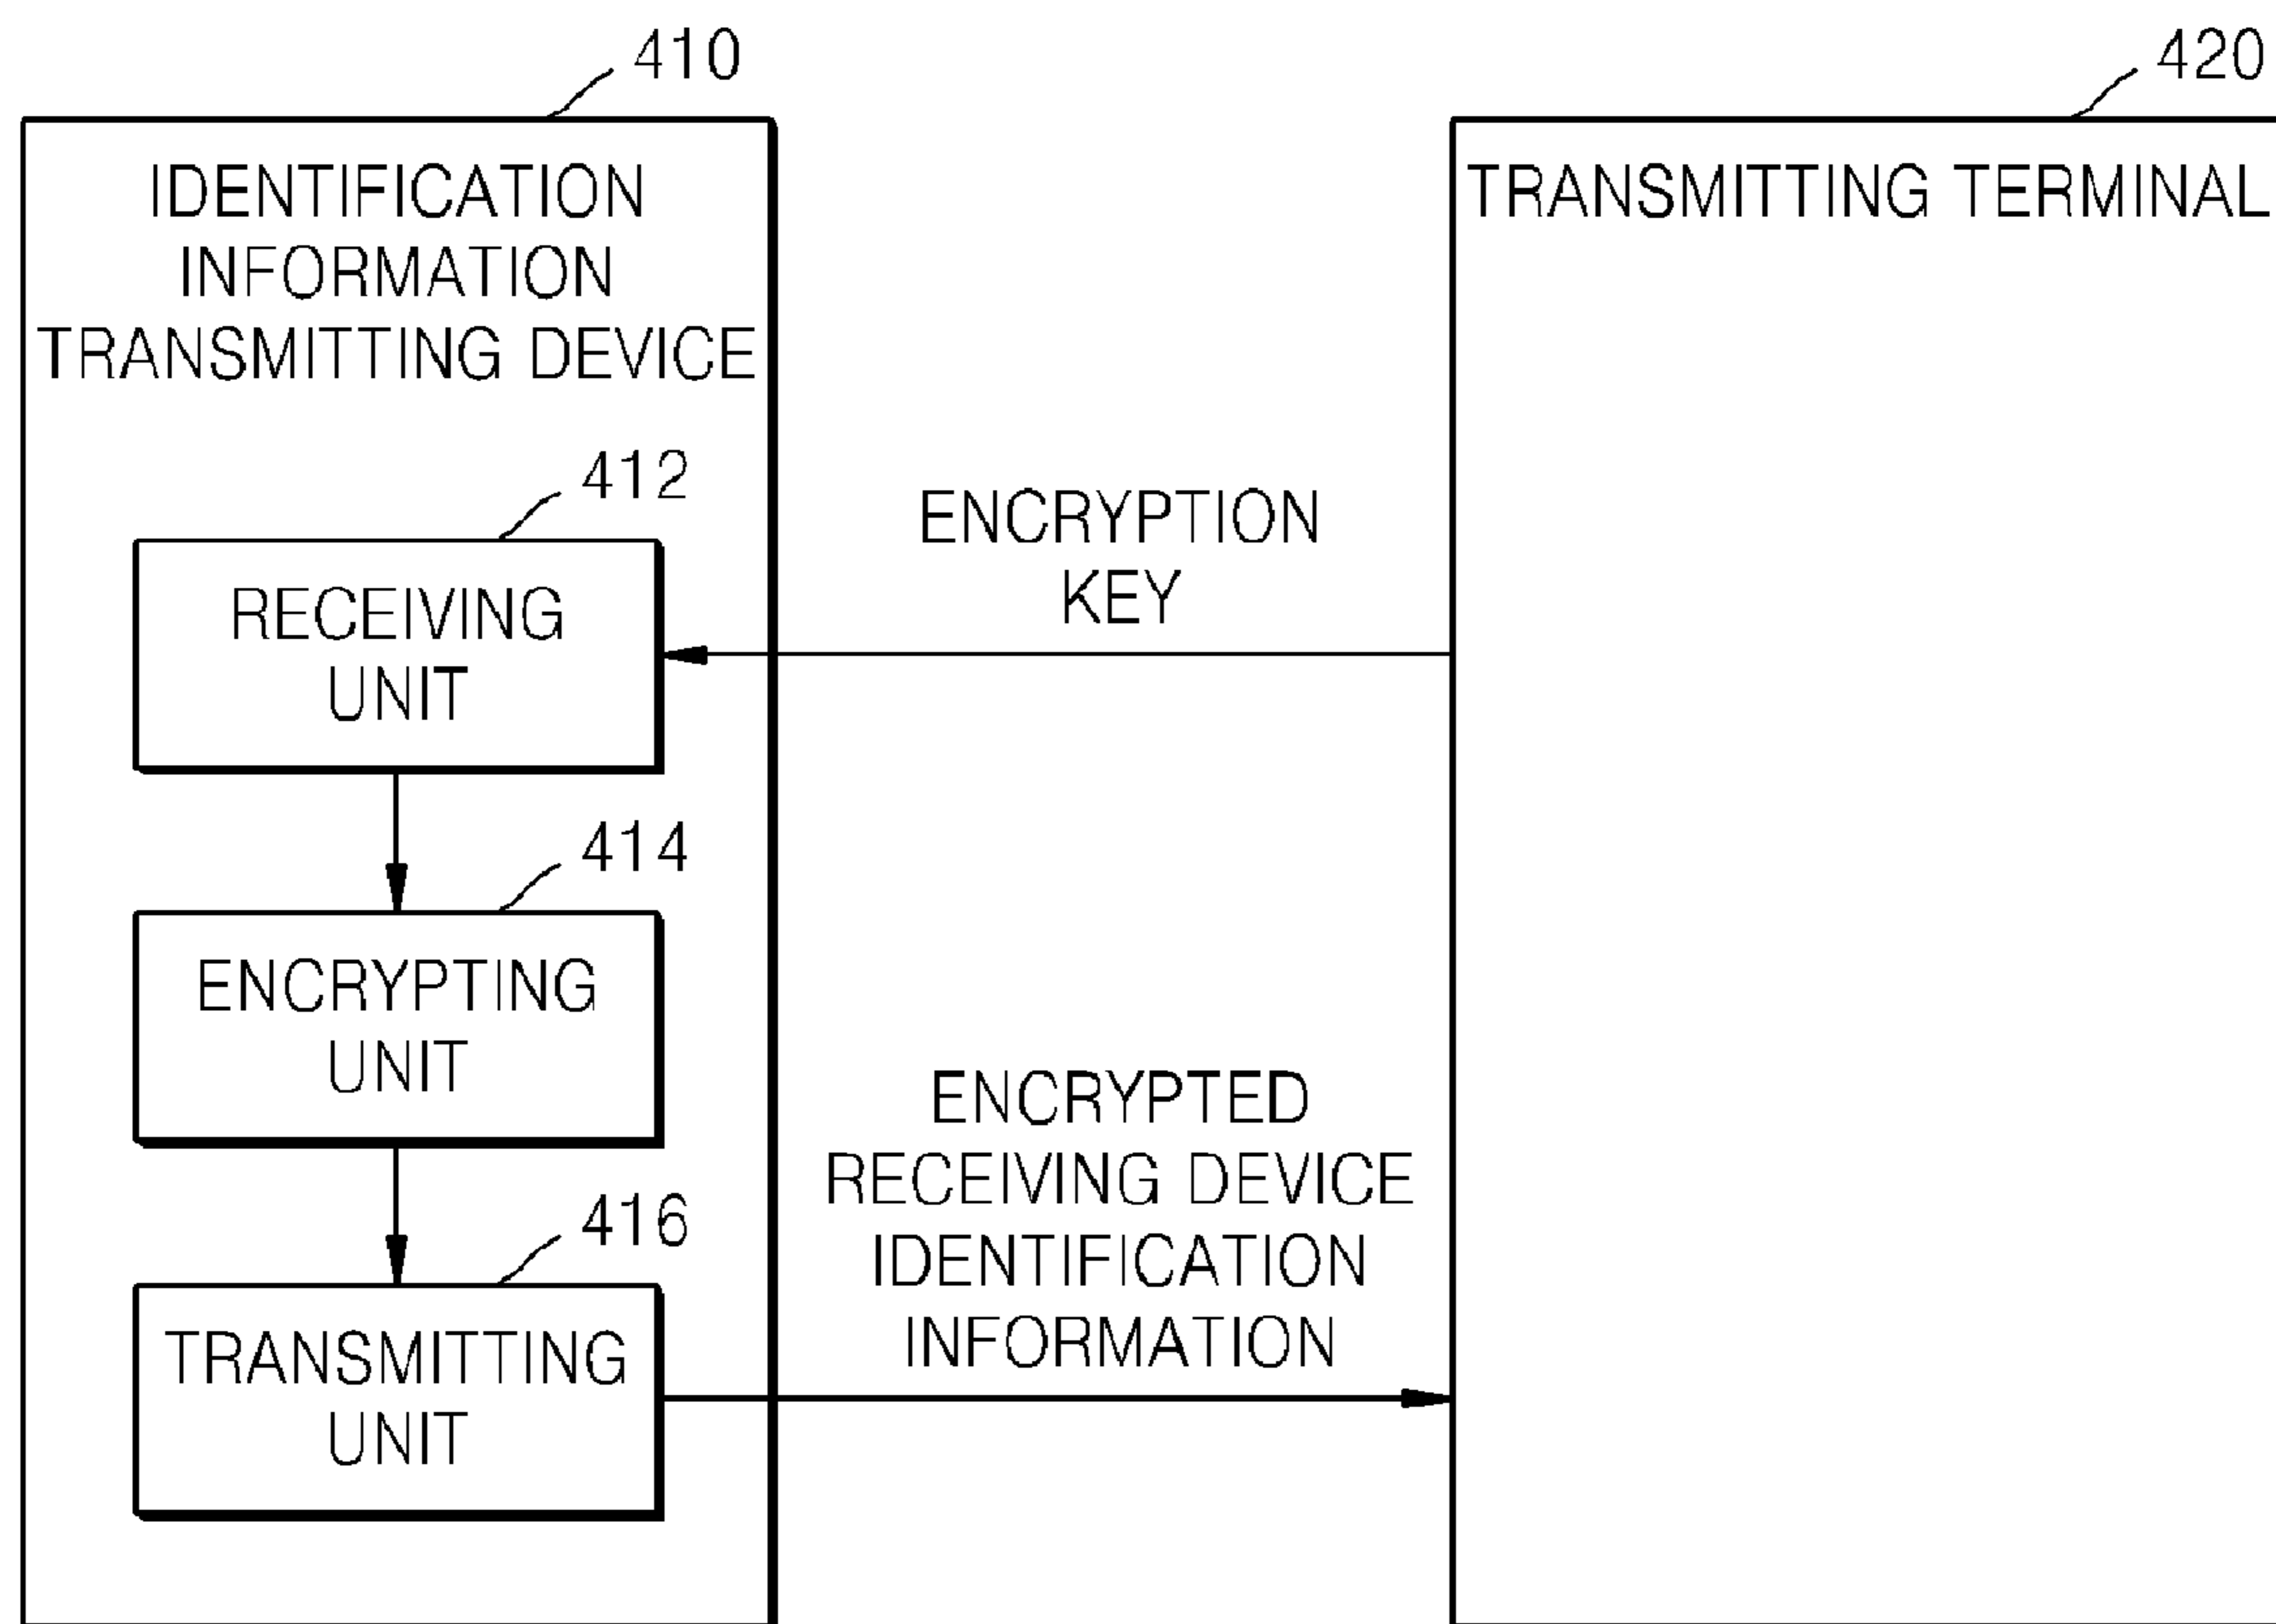 410
420
IDENTIFICATION
INFORMATION
TRANSMITTING DEVICE
TRANSMITTING TERMINAL
412
RECEIVING
UNIT
ENCRYPTION
KEY
414
ENCRYPTING
UNIT
416
TRANSMITTING
UNIT
ENCRYPTED
RECEIVING DEVICE
IDENTIFICATION
INFORMATION